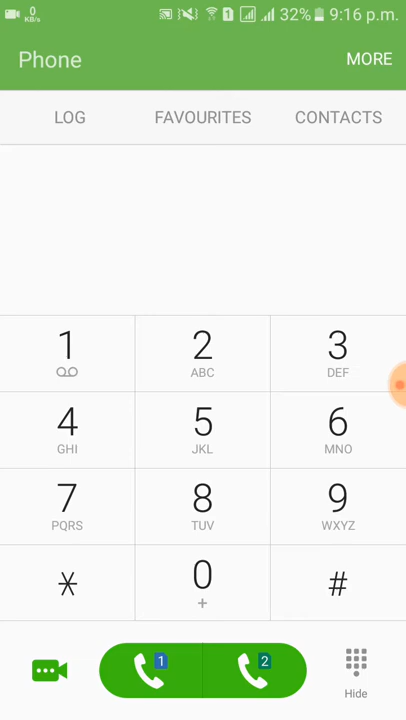 0
KB/s
1
32%
9:16 p.m.
Phone
MORE
LOG
FAVOURITES
CONTACTS
1
2
ABC
3
DEF
4
GHI
5
JKL
6
MNO
7
PQRS
8
TUV
9
WXYZ
*
0
+
#
1
2
Hide